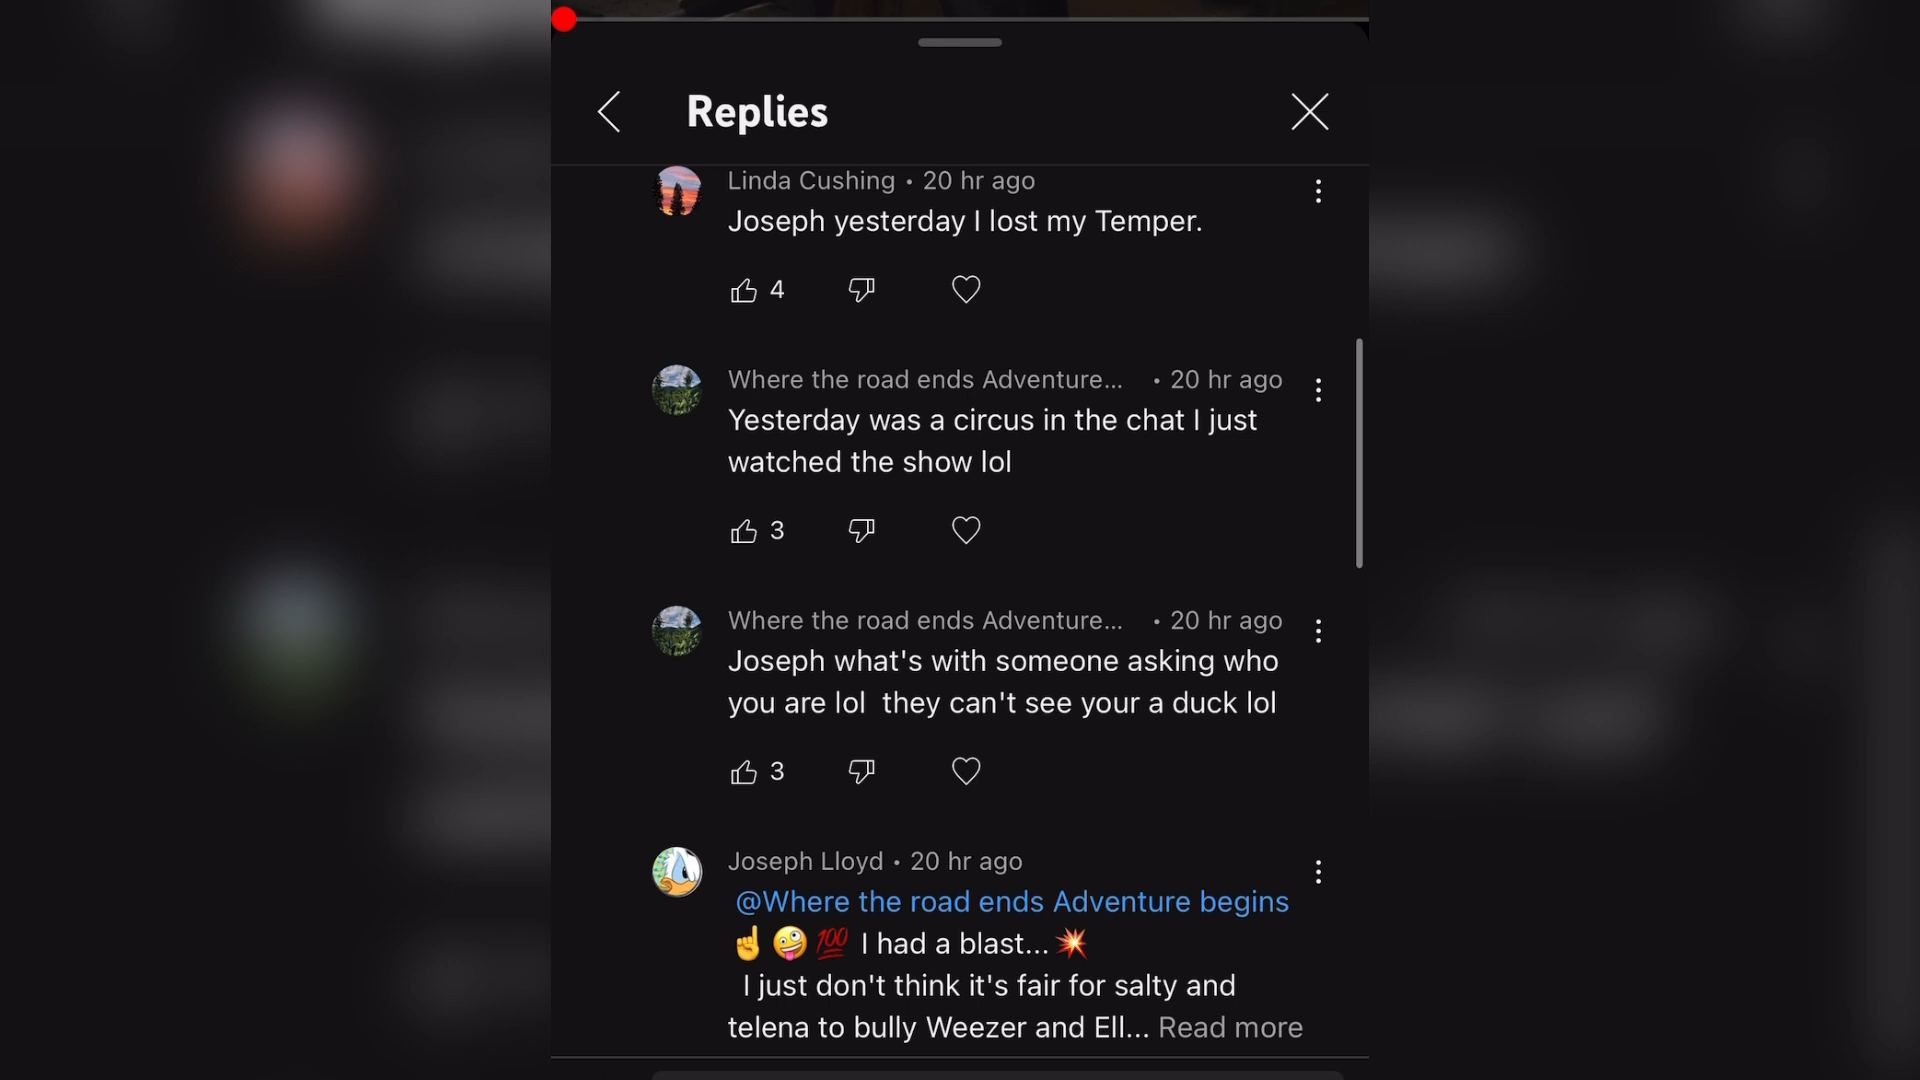 Replies
Linda Cushing • 20 hr ago
Joseph yesterday I lost my Temper.
4
Where the road ends Adventure... • 20 hr ago
Yesterday was a circus in the chat I just
watched the show lol
3
Where the road ends Adventure... • 20 hr ago
Joseph what's with someone asking who
you are lol  they can't see your a duck lol
3
Joseph Lloyd • 20 hr ago
@Where the road ends Adventure begins
☝️🤪💯 I had a blast...💥
I just don't think it's fair for salty and
telena to bully Weezer and Ell... Read more